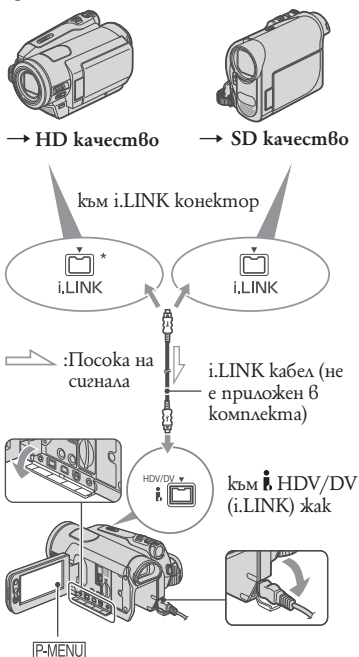 → HD качество
→ SD качество
към i.LINK конектор
*
i.LINK
i.LINK
:Посока на сигнала
i.LINK кабел (не е приложен в комплекта)
HDV/DV
към i HDV/DV (i.LINK) жак
P-MENU